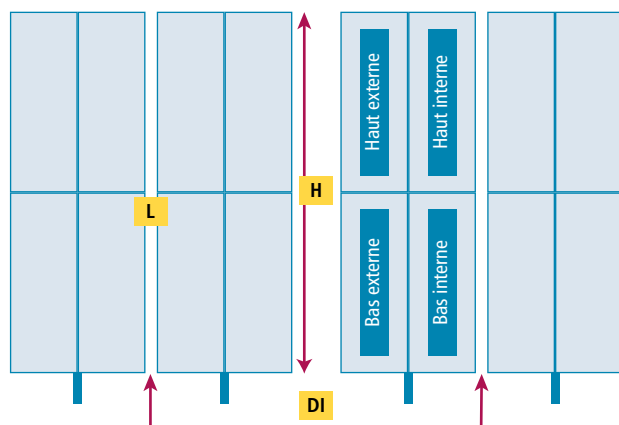 Haut externe
Haut interne
H
L
Bas externe
Bas interne
DI